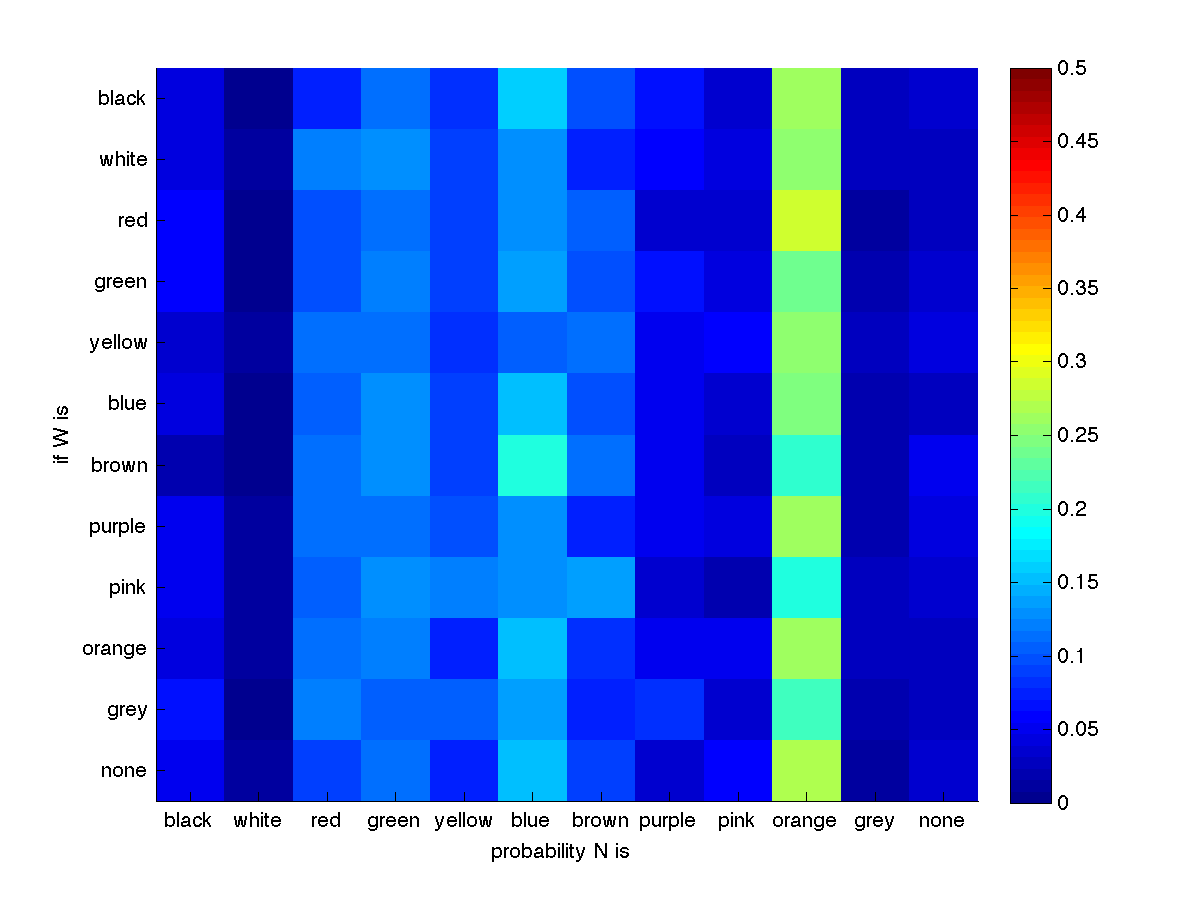 black
white
red
green
yellow
blue
brown
purple
pink
orange
grey
none
if W is
black white red green yellow blue brown purple pink orange grey none
probability N is
0.5
0.45
0.4
0.35
0.3
0.25
0.2
0.15
0.1
0.05
0